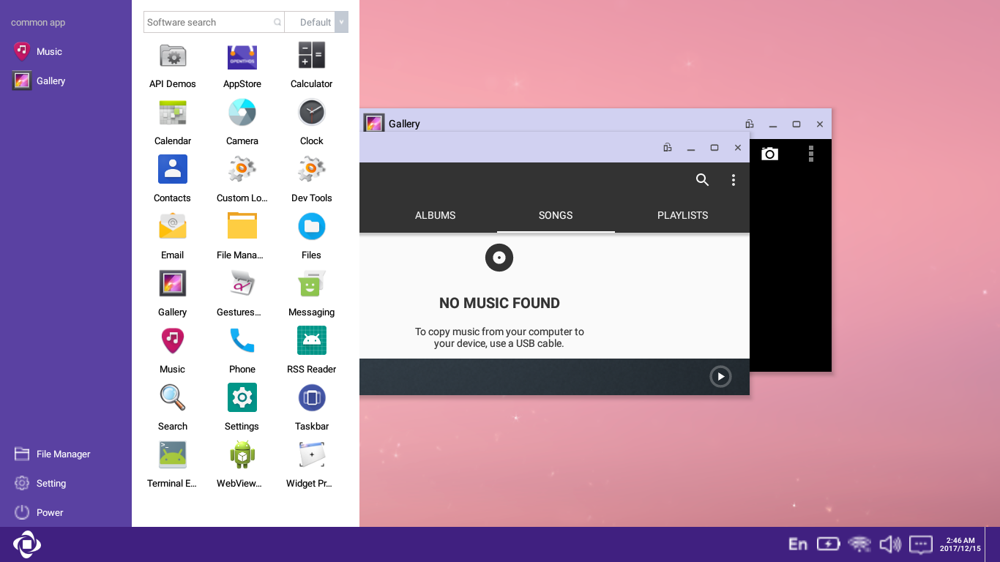 common app
Music
Gallery
File Manager
Setting
Power
Software search
Default
API Demos
AppStore
Calculator
Calendar
Camera
Clock
Contacts
Custom Lo...
Dev Tools
Email
File Mana...
Files
Gallery
Gestures...
Messaging
Music
Phone
RSS Reader
Search
Settings
Taskbar
Terminal E...
WebView...
Widget Pr...
OPENTHOS
Gallery
ALBUMS
SONGS
PLAYLISTS
NO MUSIC FOUND
To copy music from your computer to
your device, use a USB cable.
En
2:46 AM
2017/12/15